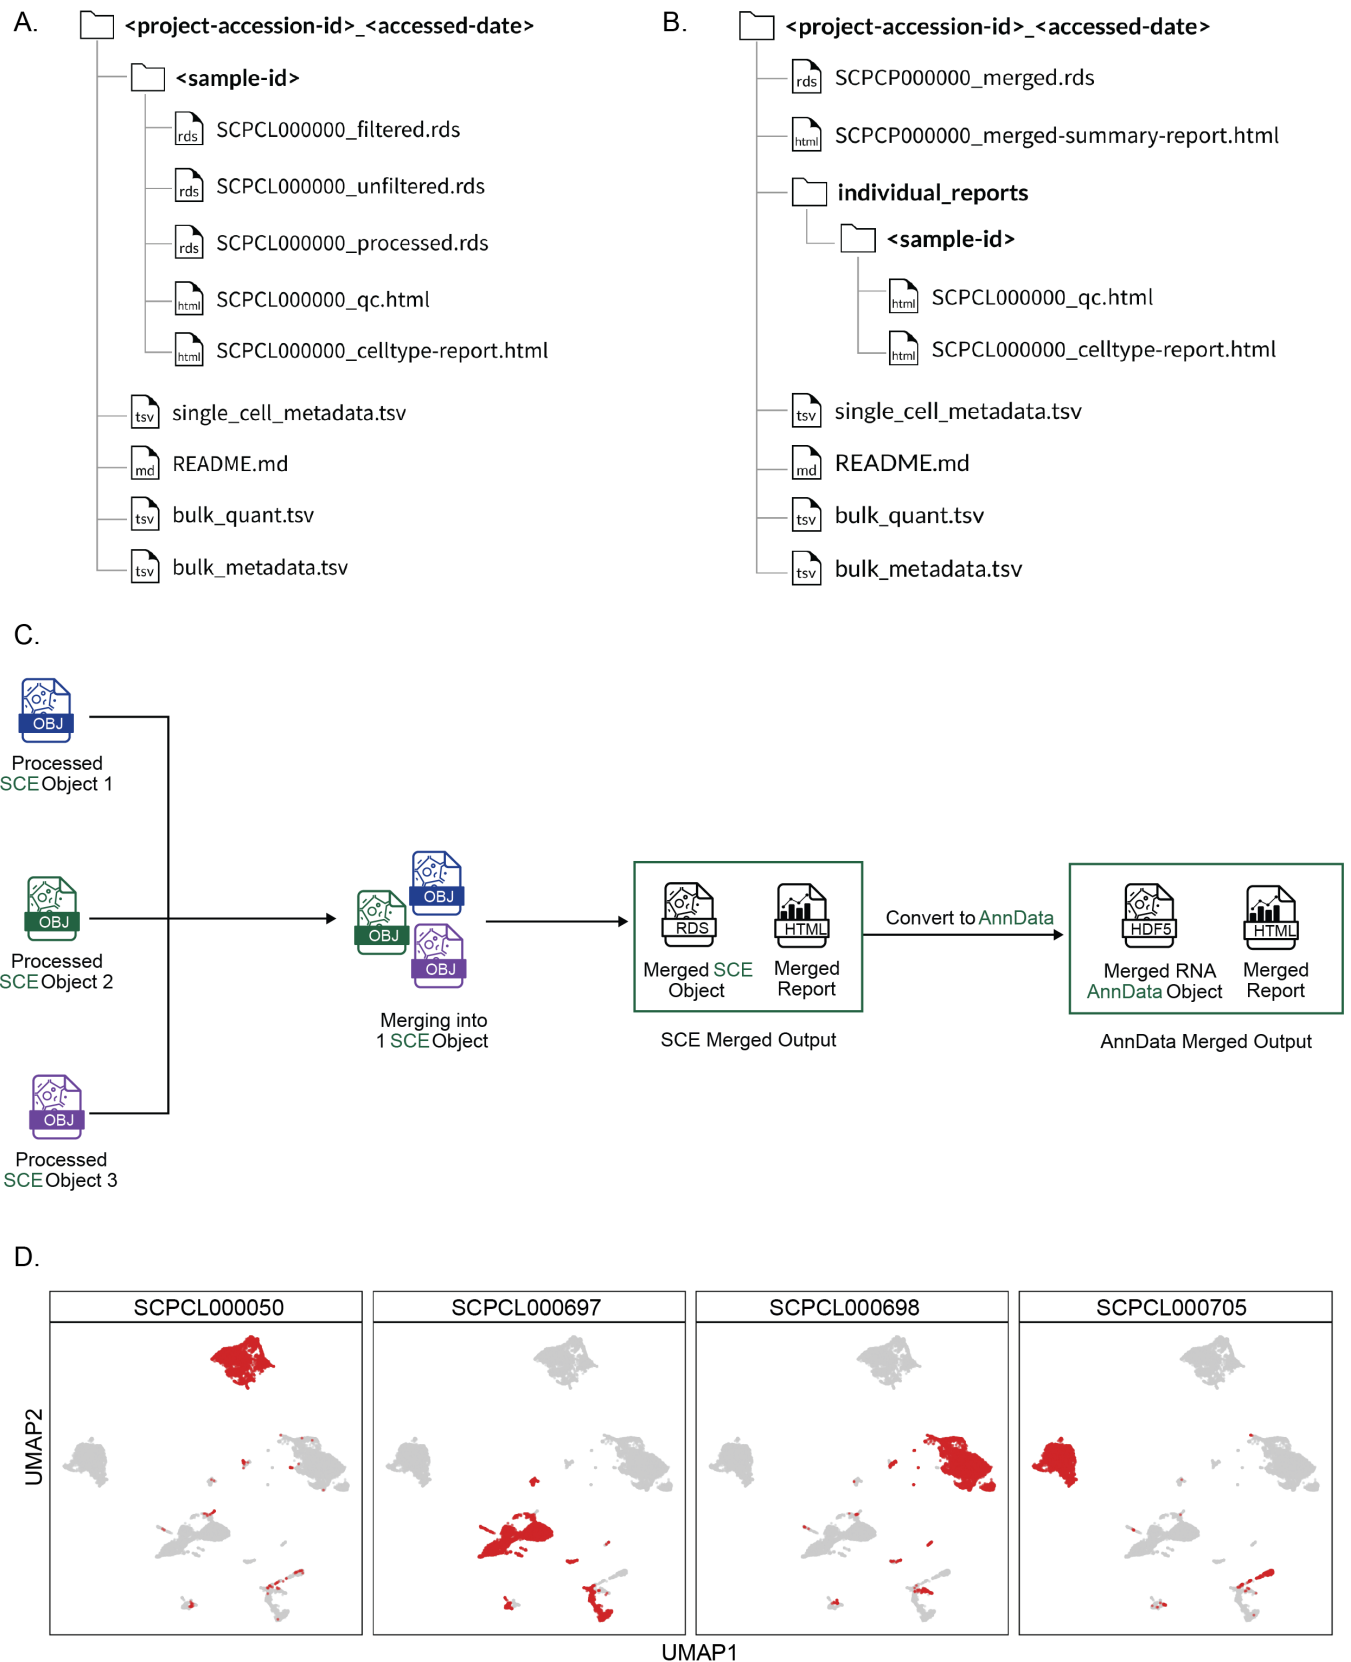 A.
<project-accession-id>_<accessed-date>
<sample-id>
rds SCPCL000000_filtered.rds
rds SCPCL000000_unfiltered.rds
rds SCPCL000000_processed.rds
html SCPCL000000_qc.html
html SCPCL000000_celltype-report.html
tsv single_cell_metadata.tsv
md README.md
tsv bulk_quant.tsv
tsv bulk_metadata.tsv
B.
<project-accession-id>_<accessed-date>
rds SCPCP000000_merged.rds
html SCPCP000000_merged-summary-report.html
individual_reports
<sample-id>
html SCPCL000000_qc.html
html SCPCL000000_celltype-report.html
tsv single_cell_metadata.tsv
md README.md
tsv bulk_quant.tsv
tsv bulk_metadata.tsv
C.
OBJ
Processed
SCE Object 1
OBJ
Processed
SCE Object 2
OBJ
Processed
SCE Object 3
OBJ
OBJ
OBJ
Merging into
1 SCE Object
RDS
Merged SCE
Object
HTML
Merged
Report
SCE Merged Output
Convert to AnnData
HDF5
Merged RNA
AnnData Object
HTML
Merged
Report
AnnData Merged Output
D.
SCPCL000050
SCPCL000697
SCPCL000698
SCPCL000705
UMAP2
UMAP1